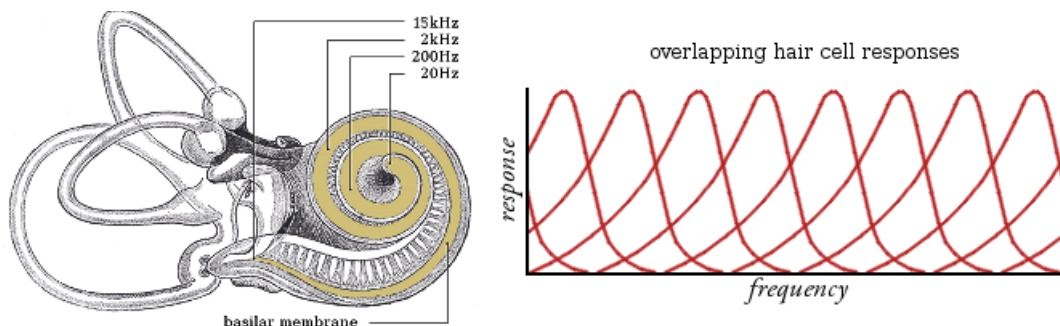 15kHz
2kHz
200Hz
20Hz
basilar membrane
overlapping hair cell responses
response
frequency